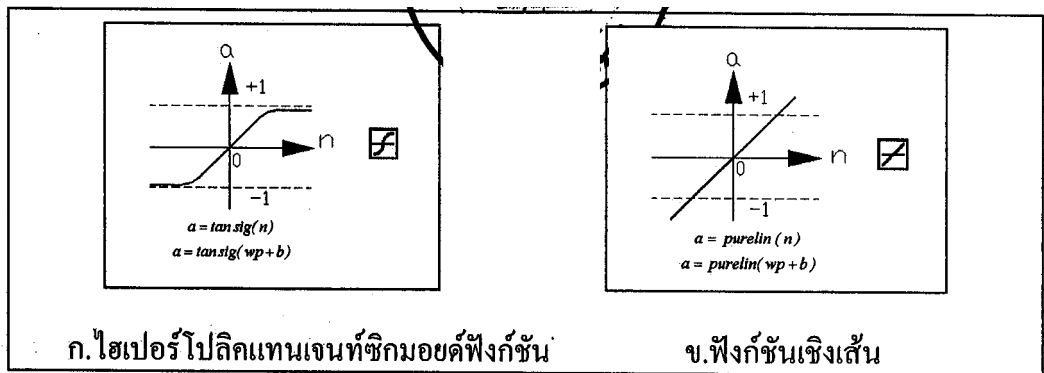 a
+1
n
0
-1
a = tansig(n)
a = tansig(wp+b)
a
+1
n
0
-1
a = purelin(n)
a = purelin(wp+b)
ก.ไฮเปอร์โปลิคแทนเจนท์ซิกมอยด์ฟังก์ชัน
ข.ฟังก์ชันเชิงเส้น